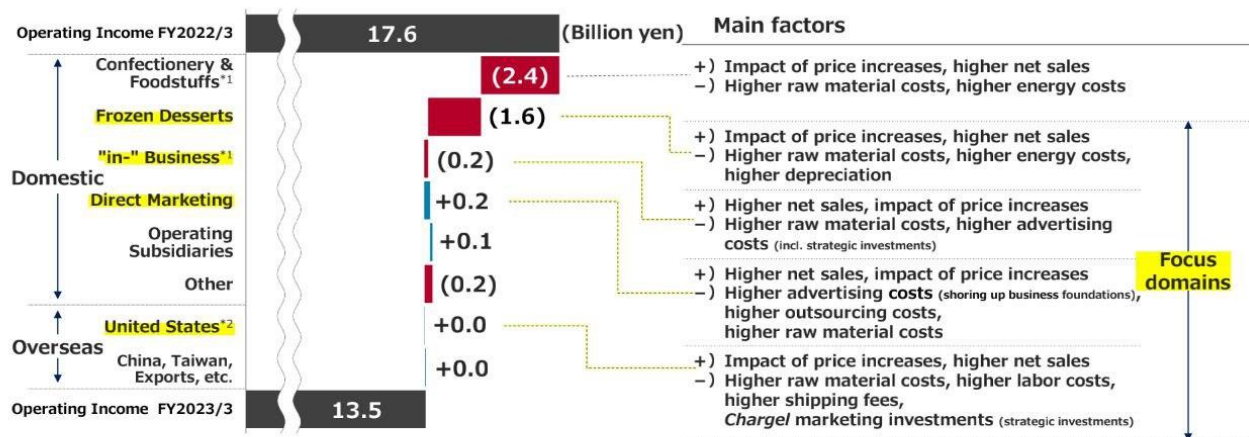 Operating Income FY2022/3
17.6
(Billion yen)
Main factors
Domestic
Confectionery &
Foodstuffs*1
(2.4)
+) Impact of price increases, higher net sales
−) Higher raw material costs, higher energy costs
Frozen Desserts
(1.6)
+) Impact of price increases, higher net sales
−) Higher raw material costs, higher energy costs,
higher depreciation
"in-" Business*1
(0.2)
+) Higher net sales, impact of price increases
−) Higher raw material costs, higher advertising
costs (incl. strategic investments)
Direct Marketing
+0.2
+) Higher net sales, impact of price increases
−) Higher advertising costs (shoring up business foundations),
higher outsourcing costs,
higher raw material costs
Operating
Subsidiaries
+0.1
Other
(0.2)
Focus
domains
Overseas
United States*2
+0.0
+) Impact of price increases, higher net sales
−) Higher raw material costs, higher labor costs,
higher shipping fees,
Chargel marketing investments (strategic investments)
China, Taiwan,
Exports, etc.
+0.0
Operating Income FY2023/3
13.5